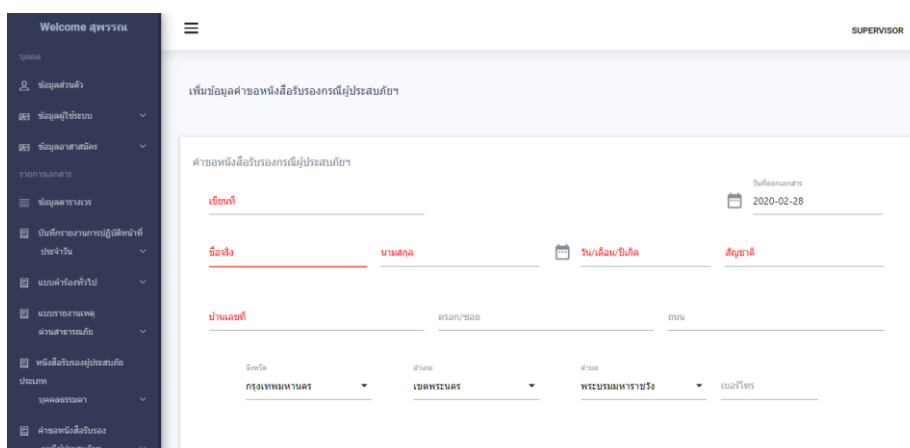 Welcome สุพรรณ
SUPERVISOR
บุคคล
ข้อมูลส่วนตัว
ข้อมูลผู้ใช้ระบบ
ข้อมูลอาสาสมัคร
รายการเอกสาร
ข้อมูลตารางเวร
บันทึกรายงานการปฏิบัติหน้าที่
ประจำวัน
แบบคำร้องทั่วไป
แบบรายงานเหตุ
ด่วนสาธารณภัย
หนังสือรับรองผู้ประสบภัย
ประเภท
บุคคลธรรมดา
คำขอหนังสือรับรอง
กรณีผู้ประสบภัยฯ
เพิ่มข้อมูลคำขอหนังสือรับรองกรณีผู้ประสบภัยฯ
คำขอหนังสือรับรองกรณีผู้ประสบภัยฯ
วันที่ออกเอกสาร
เขียนที่
2020-02-28
ชื่อจริง นามสกุล วัน/เดือน/ปีเกิด สัญชาติ
บ้านเลขที่ ตรอก/ซอย ถนน
จังหวัด อำเภอ ตำบล
กรุงเทพมหานคร เขตพระนคร พระบรมมหาราชวัง เบอร์โทร